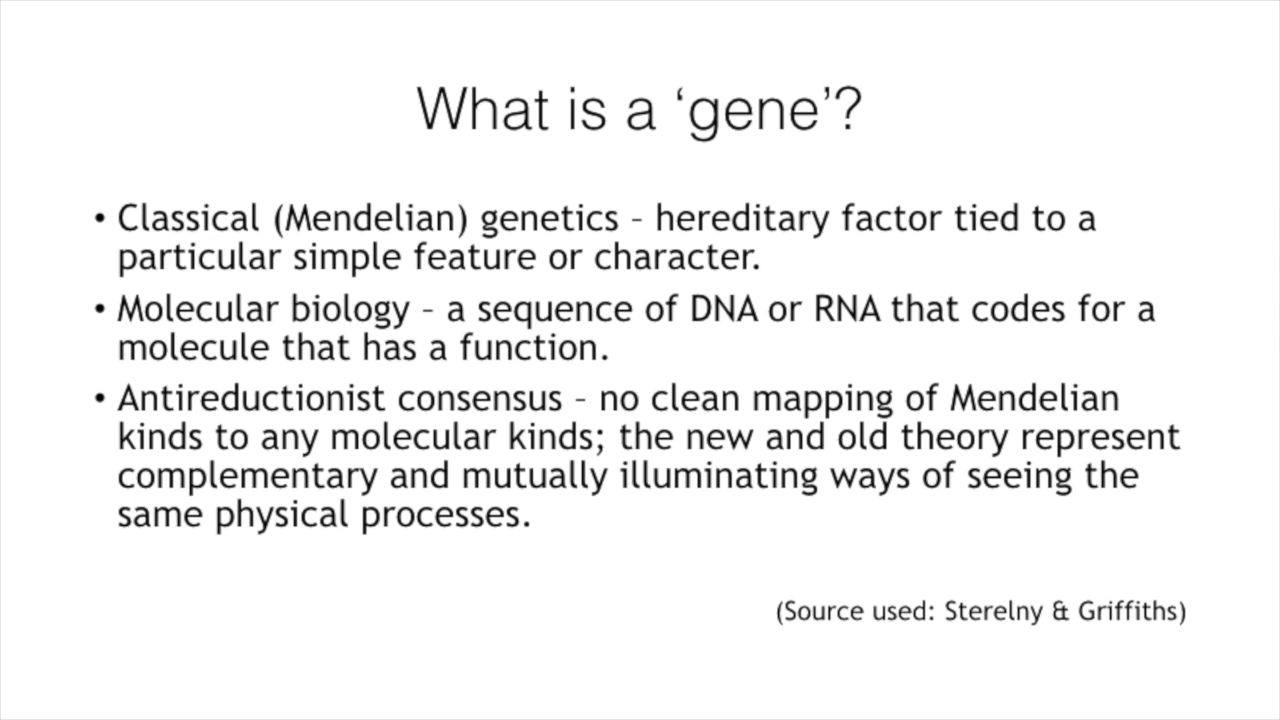 What is a ‘gene’?
• Classical (Mendelian) genetics – hereditary factor tied to a
particular simple feature or character.
• Molecular biology – a sequence of DNA or RNA that codes for a
molecule that has a function.
• Antireductionist consensus – no clean mapping of Mendelian
kinds to any molecular kinds; the new and old theory represent
complementary and mutually illuminating ways of seeing the
same physical processes.
(Source used: Sterelny & Griffiths)